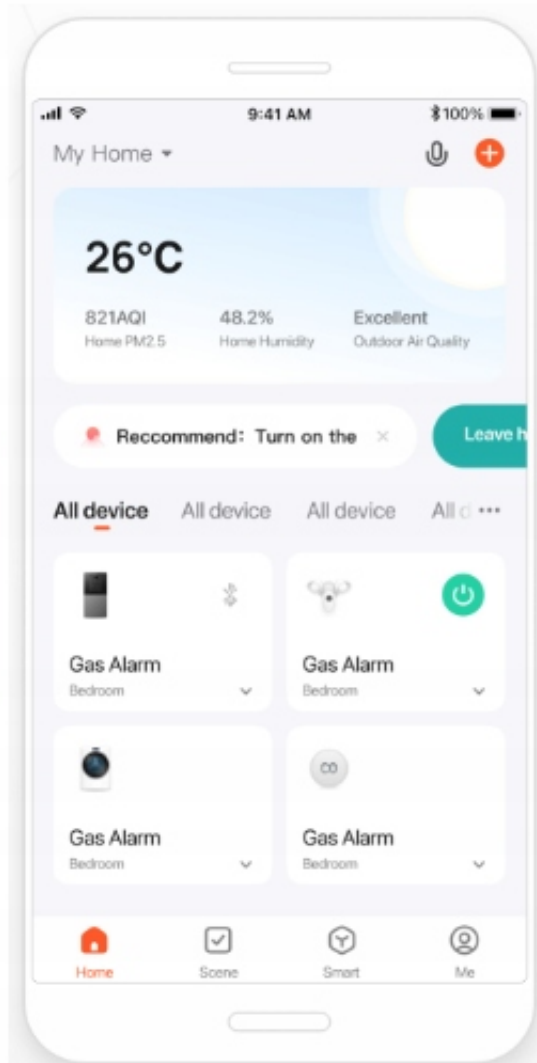 9:41 AM
100%
My Home
26°C
821AQI 48.2% Excellent
Home PM2.5 Home Humidity Outdoor Air Quality
Reccommend: Turn on the
Leave h
All device All device All device All d
Gas Alarm Gas Alarm
Bedroom Bedroom
CO
Gas Alarm Gas Alarm
Bedroom Bedroom
Home Scene Smart Me